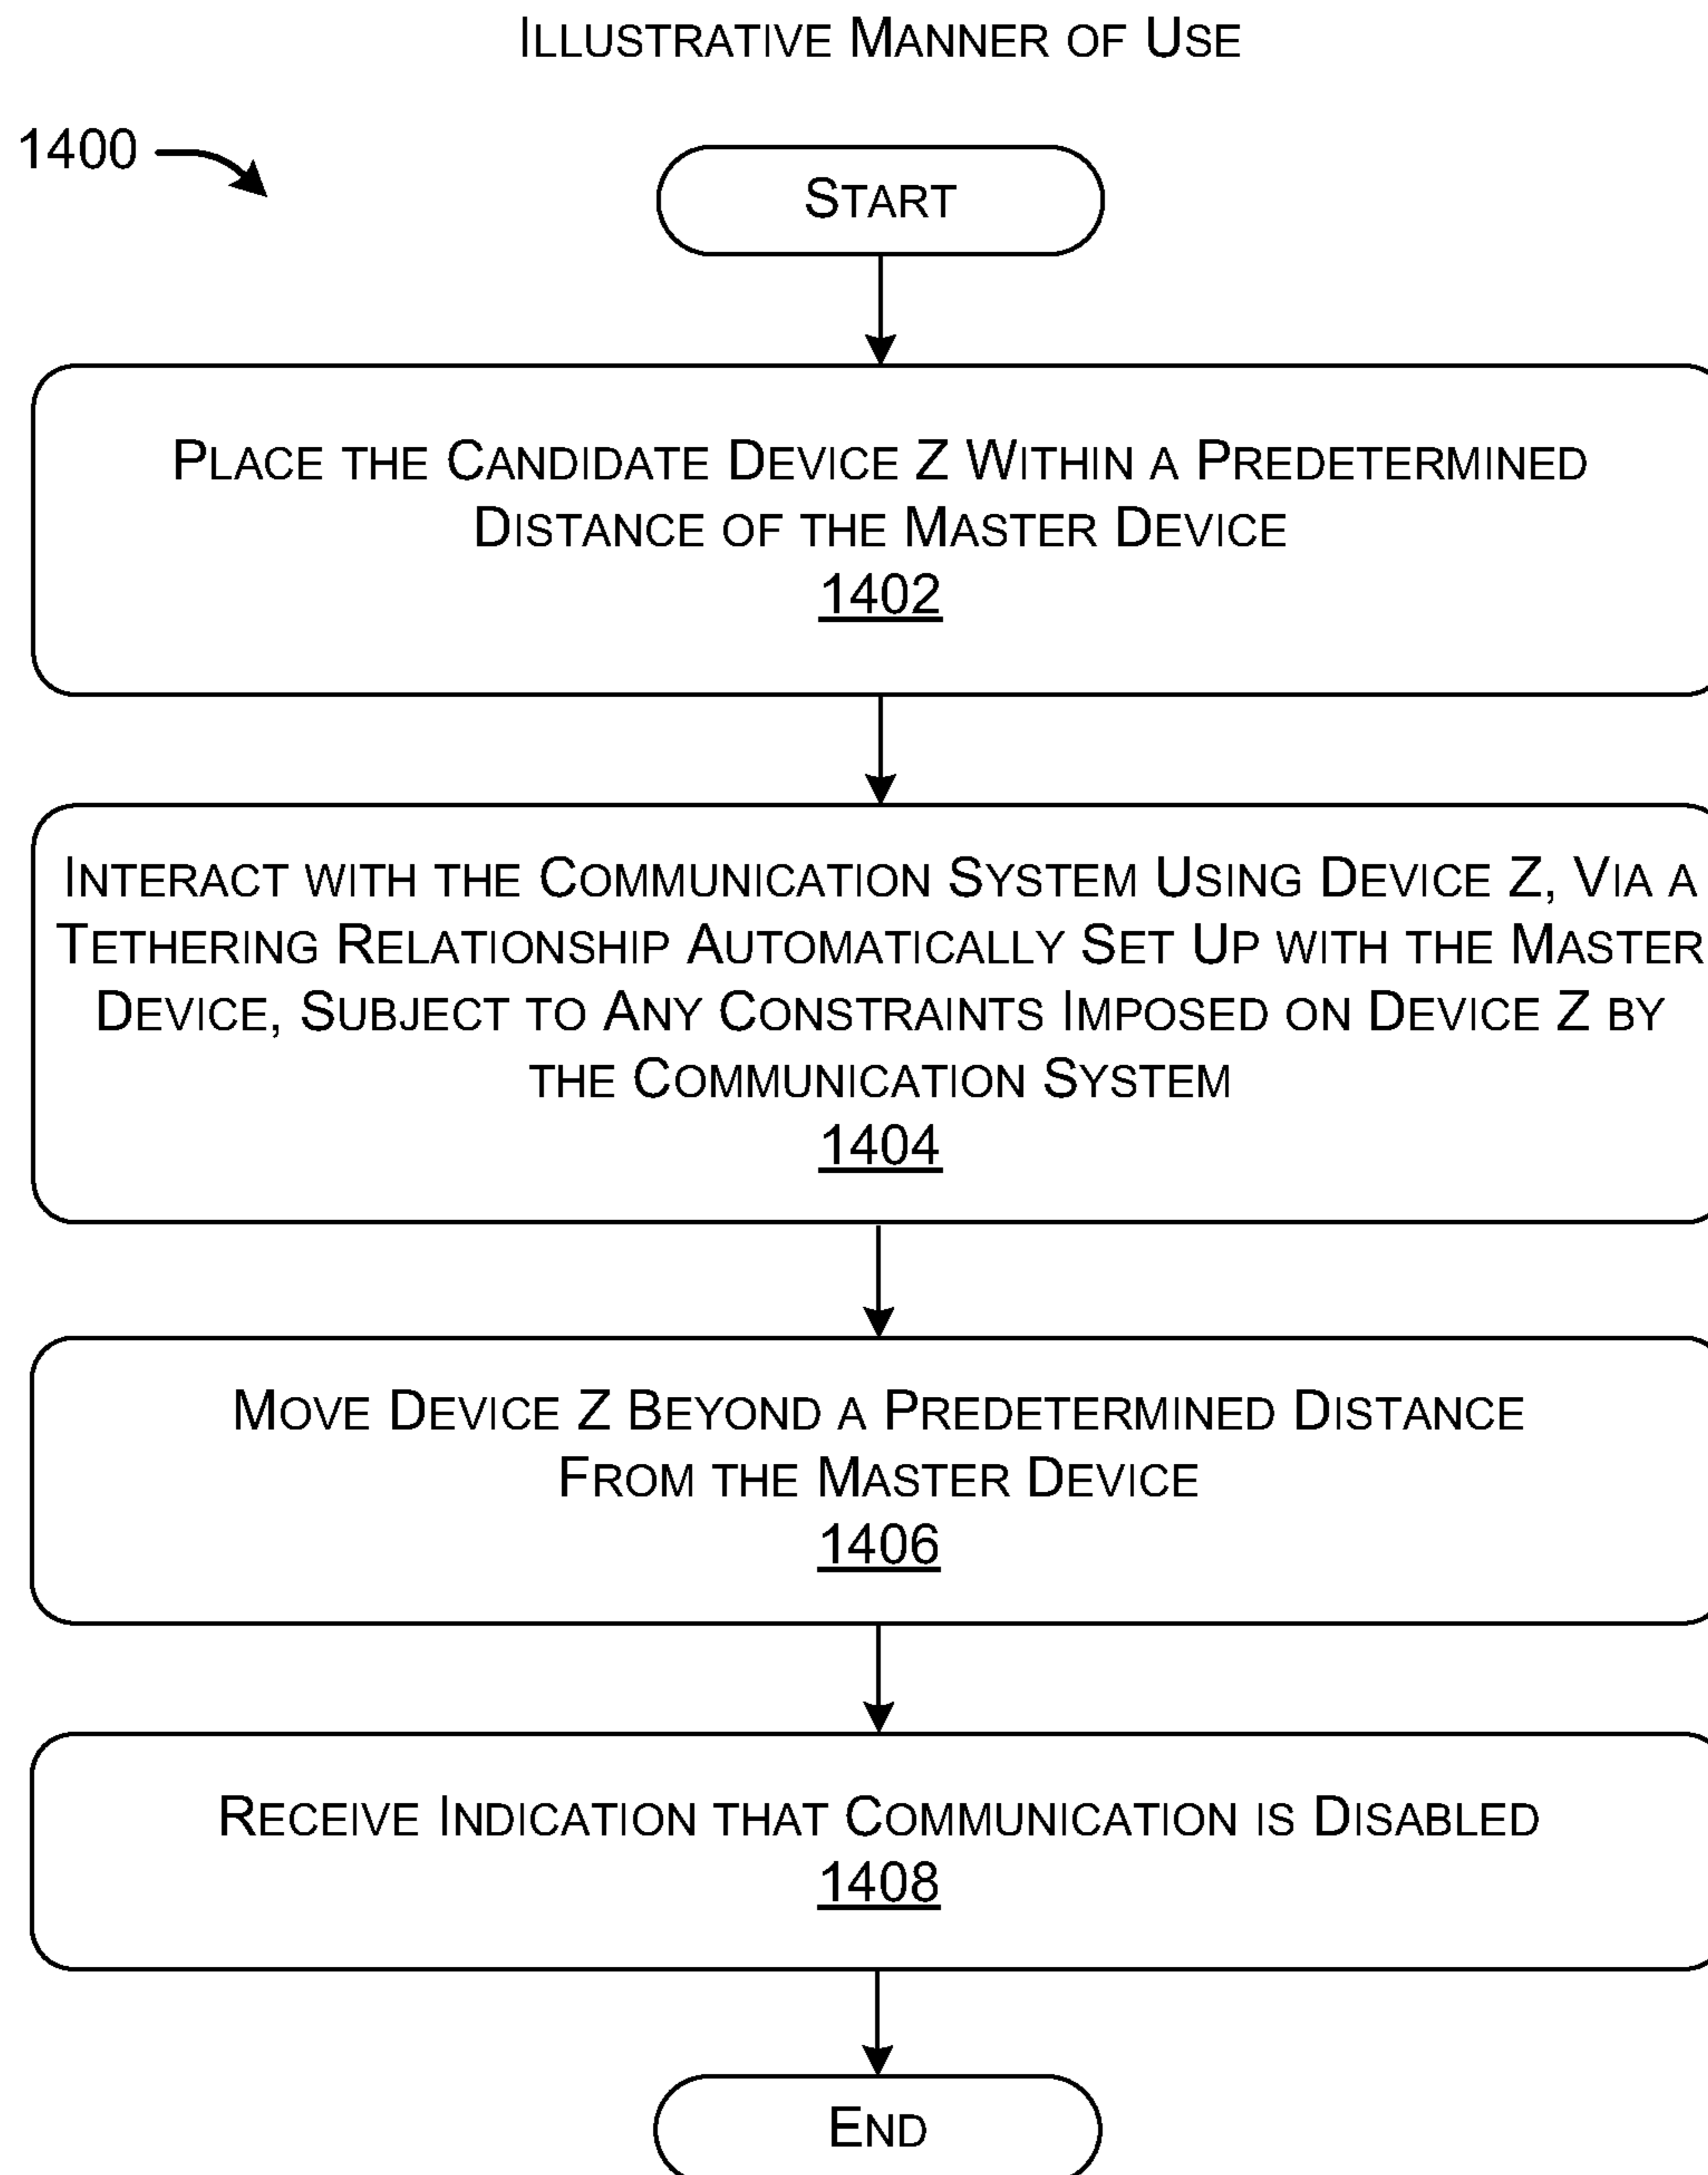 ILLUSTRATIVE MANNER OF USE
1400
START
PLACE THE CANDIDATE DEVICE Z WITHIN A PREDETERMINED
DISTANCE OF THE MASTER DEVICE
1402
INTERACT WITH THE COMMUNICATION SYSTEM USING DEVICE Z, VIA A
TETHERING RELATIONSHIP AUTOMATICALLY SET UP WITH THE MASTER
DEVICE, SUBJECT TO ANY CONSTRAINTS IMPOSED ON DEVICE Z BY
THE COMMUNICATION SYSTEM
1404
MOVE DEVICE Z BEYOND A PREDETERMINED DISTANCE
FROM THE MASTER DEVICE
1406
RECEIVE INDICATION THAT COMMUNICATION IS DISABLED
1408
END